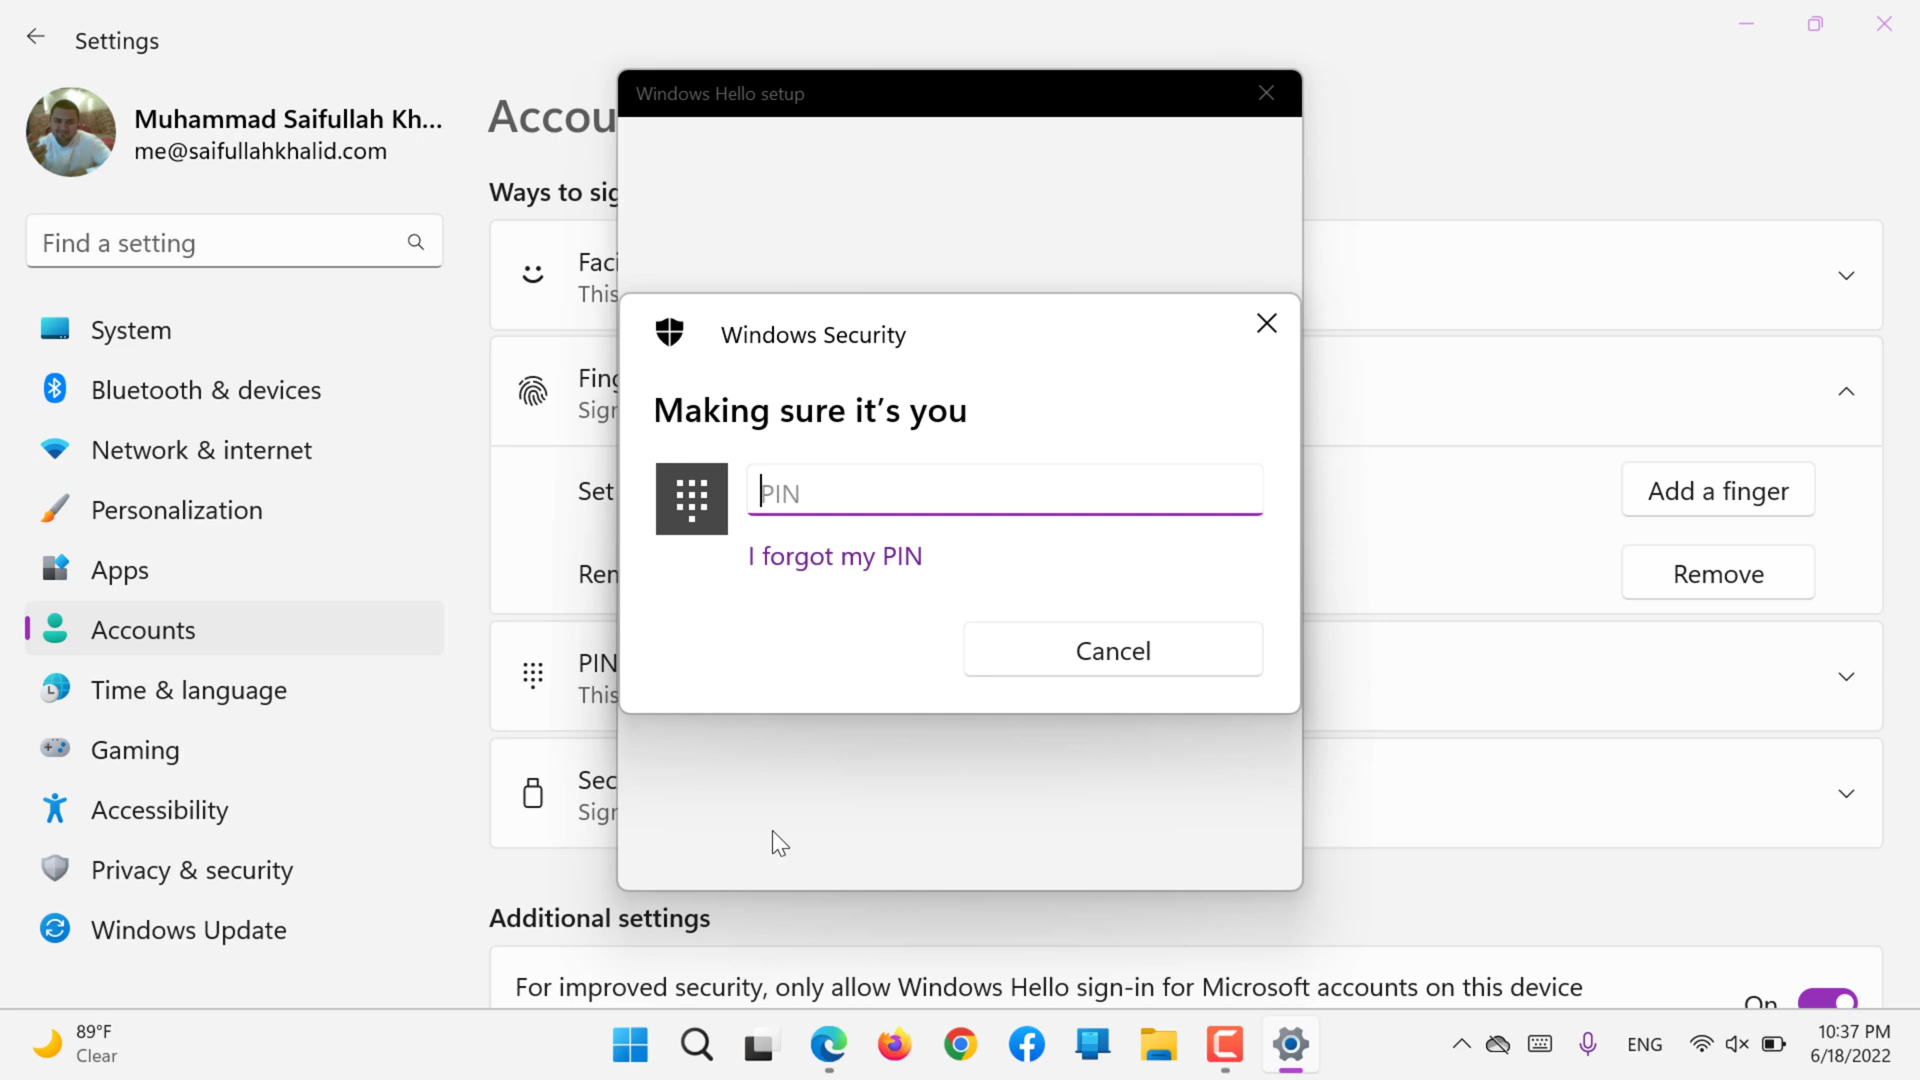 Settings
Muhammad Saifullah Kh...
me@saifullahkhalid.com
Find a setting
System
Bluetooth & devices
Network & internet
Personalization
Apps
Accounts
Time & language
Gaming
Accessibility
Privacy & security
Windows Update
Accou
Ways to sig
Faci
This
Fing
Sign
Set
Add a finger
Ren
Remove
PIN
This
Sec
Sign
Additional settings
For improved security, only allow Windows Hello sign-in for Microsoft accounts on this device
On
Windows Hello setup
Windows Security
Making sure it's you
PIN
I forgot my PIN
Cancel
89°F
Clear
ENG
10:37 PM
6/18/2022